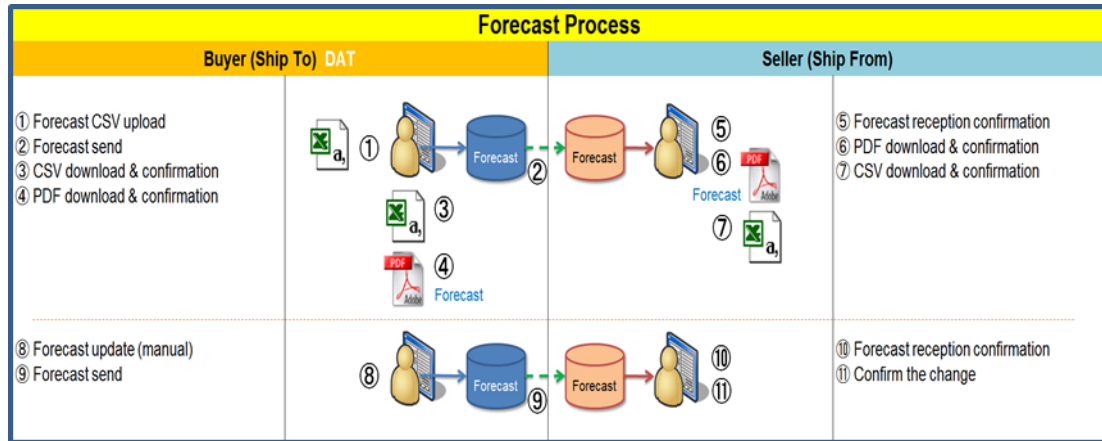 Forecast Process
Buyer (Ship To) DAT
Seller (Ship From)
① Forecast CSV upload
② Forecast send
③ CSV download & confirmation
④ PDF download & confirmation
a,
①
Forecast
②
Forecast
⑤
⑥
PDF
Adobe
Forecast
⑦
a,
③
a,
④
PDF
Adobe
Forecast
⑤ Forecast reception confirmation
⑥ PDF download & confirmation
⑦ CSV download & confirmation
⑧ Forecast update (manual)
⑨ Forecast send
⑧
Forecast
⑨
Forecast
⑩
⑪
⑩ Forecast reception confirmation
⑪ Confirm the change